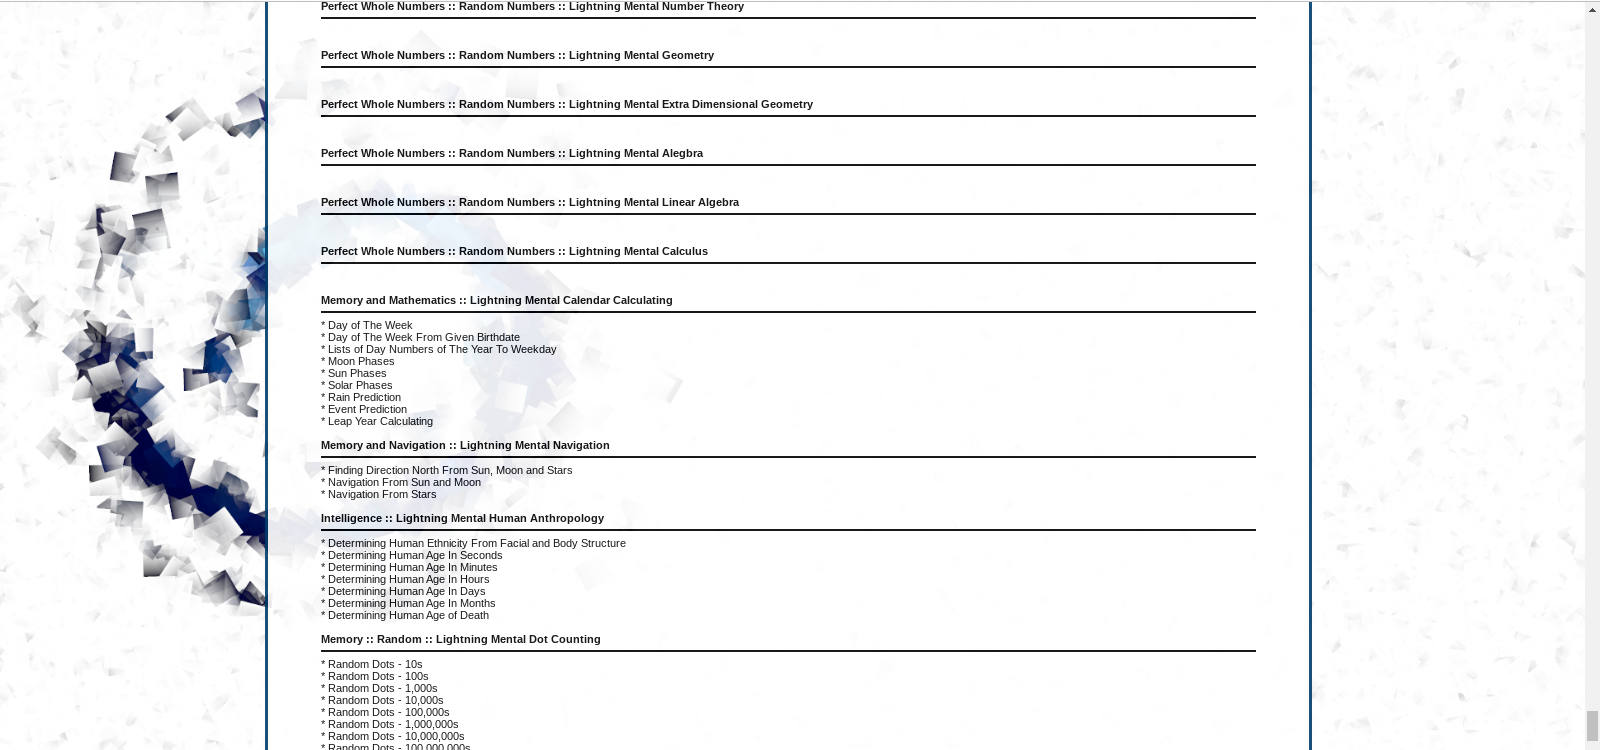 Perfect Whole Numbers :: Random Numbers :: Lightning Mental Number Theory
Perfect Whole Numbers :: Random Numbers :: Lightning Mental Geometry
Perfect Whole Numbers :: Random Numbers :: Lightning Mental Extra Dimensional Geometry
Perfect Whole Numbers :: Random Numbers :: Lightning Mental Alegbra
Perfect Whole Numbers :: Random Numbers :: Lightning Mental Linear Algebra
Perfect Whole Numbers :: Random Numbers :: Lightning Mental Calculus
Memory and Mathematics :: Lightning Mental Calendar Calculating
* Day of The Week
* Day of The Week From Given Birthdate
* Lists of Day Numbers of The Year To Weekday
* Moon Phases
* Sun Phases
* Solar Phases
* Rain Prediction
* Event Prediction
* Leap Year Calculating
Memory and Navigation :: Lightning Mental Navigation
* Finding Direction North From Sun, Moon and Stars
* Navigation From Sun and Moon
* Navigation From Stars
Intelligence :: Lightning Mental Human Anthropology
* Determining Human Ethnicity From Facial and Body Structure
* Determining Human Age In Seconds
* Determining Human Age In Minutes
* Determining Human Age In Hours
* Determining Human Age In Days
* Determining Human Age In Months
* Determining Human Age of Death
Memory :: Random :: Lightning Mental Dot Counting
* Random Dots - 10s
* Random Dots - 100s
* Random Dots - 1,000s
* Random Dots - 10,000s
* Random Dots - 100,000s
* Random Dots - 1,000,000s
* Random Dots - 10,000,000s
* Random Dots - 100,000,000s